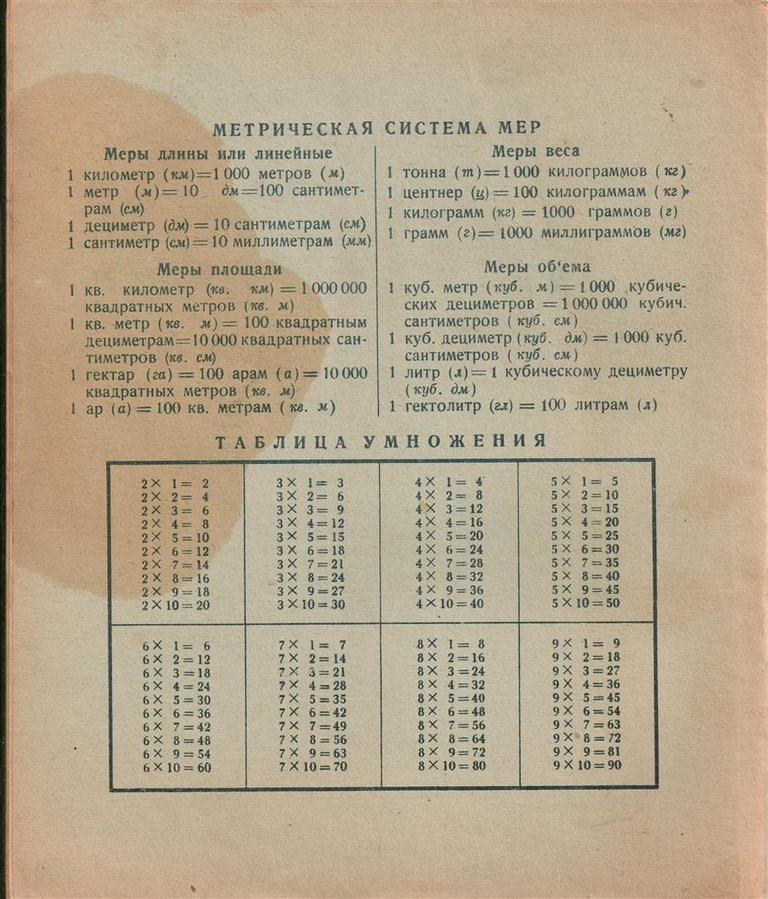 МЕТРИЧЕСКАЯ СИСТЕМА МЕР
Меры длины или линейные
1 километр (км)=1 000 метров (м)
1 метр (м)=10 дм=100 сантимет-
рам (см)
1 дециметр (дм) = 10 сантиметрам (см)
1 сантиметр (см)=10 миллиметрам (мм)
Меры площади
1 кв. километр (кв. км) = 1 000 000
квадратных метров (кв. м)
1 кв. метр (кв. м) = 100 квадратным
дециметрам=10 000 квадратных сан-
тиметров (кв. см)
1 гектар (га) = 100 арам (а) = 10 000
квадратных метров (кв. м)
1 ар (а) = 100 кв. метрам (кв. м)
Меры веса
1 тонна (т)=1 000 килограммов (кг)
1 центнер (ц) = 100 килограммам (кг)
1 килограмм (кг) = 1000 граммов (г)
1 грамм (г)= 1000 миллиграммов (мг)
Меры об‘ема
1 куб. метр (куб. м) = 1 000 кубиче-
ских дециметров = 1 000 000 кубич.
сантиметров (куб. см)
1 куб. дециметр (куб. дм) = 1 000 куб.
сантиметров (куб. см)
1 литр (л)=1 кубическому дециметру
(куб. дм)
1 гектолитр (гл) = 100 литрам (л)
ТАБЛИЦА УМНОЖЕНИЯ
2 X 1 = 2
2 X 2 = 4
2 X 3 = 6
2 X 4 = 8
2 X 5 = 10
2 X 6 = 12
2 X 7 = 14
2 X 8 = 16
2 X 9 = 18
2 X 10 = 20
3 X 1 = 3
3 X 2 = 6
3 X 3 = 9
3 X 4 = 12
3 X 5 = 15
3 X 6 = 18
3 X 7 = 21
3 X 8 = 24
3 X 9 = 27
3 X 10 = 30
4 X 1 = 4
4 X 2 = 8
4 X 3 = 12
4 X 4 = 16
4 X 5 = 20
4 X 6 = 24
4 X 7 = 28
4 X 8 = 32
4 X 9 = 36
4 X 10 = 40
5 X 1 = 5
5 X 2 = 10
5 X 3 = 15
5 X 4 = 20
5 X 5 = 25
5 X 6 = 30
5 X 7 = 35
5 X 8 = 40
5 X 9 = 45
5 X 10 = 50
6 X 1 = 6
6 X 2 = 12
6 X 3 = 18
6 X 4 = 24
6 X 5 = 30
6 X 6 = 36
6 X 7 = 42
6 X 8 = 48
6 X 9 = 54
6 X 10 = 60
7 X 1 = 7
7 X 2 = 14
7 X 3 = 21
7 X 4 = 28
7 X 5 = 35
7 X 6 = 42
7 X 7 = 49
7 X 8 = 56
7 X 9 = 63
7 X 10 = 70
8 X 1 = 8
8 X 2 = 16
8 X 3 = 24
8 X 4 = 32
8 X 5 = 40
8 X 6 = 48
8 X 7 = 56
8 X 8 = 64
8 X 9 = 72
8 X 10 = 80
9 X 1 = 9
9 X 2 = 18
9 X 3 = 27
9 X 4 = 36
9 X 5 = 45
9 X 6 = 54
9 X 7 = 63
9 X 8 = 72
9 X 9 = 81
9 X 10 = 90